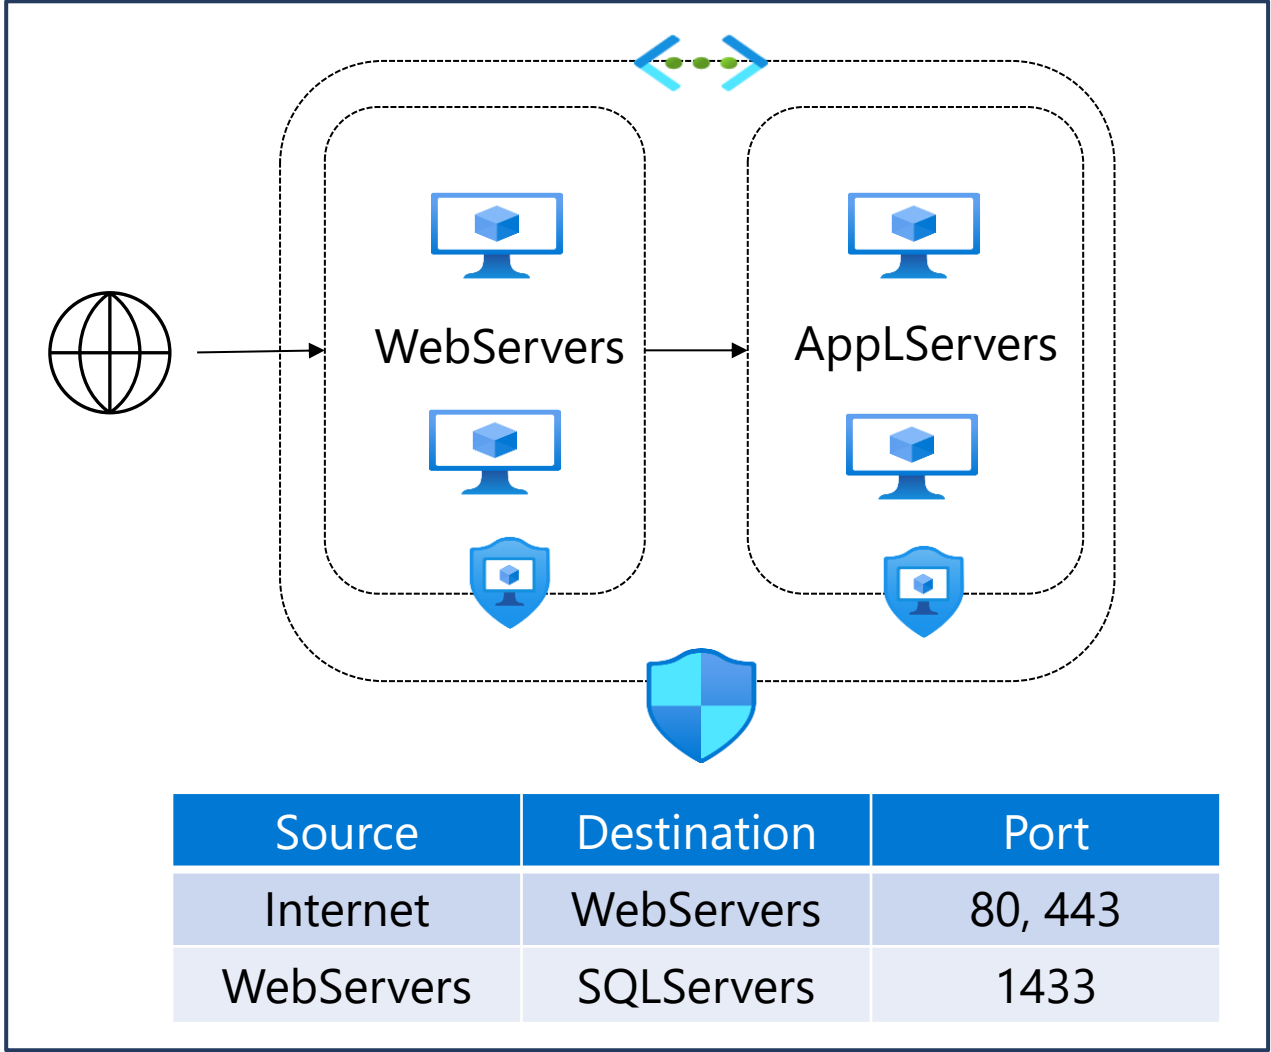 WebServers
AppLServers
Source Destination Port
Internet WebServers 80, 443
WebServers SQLServers 1433